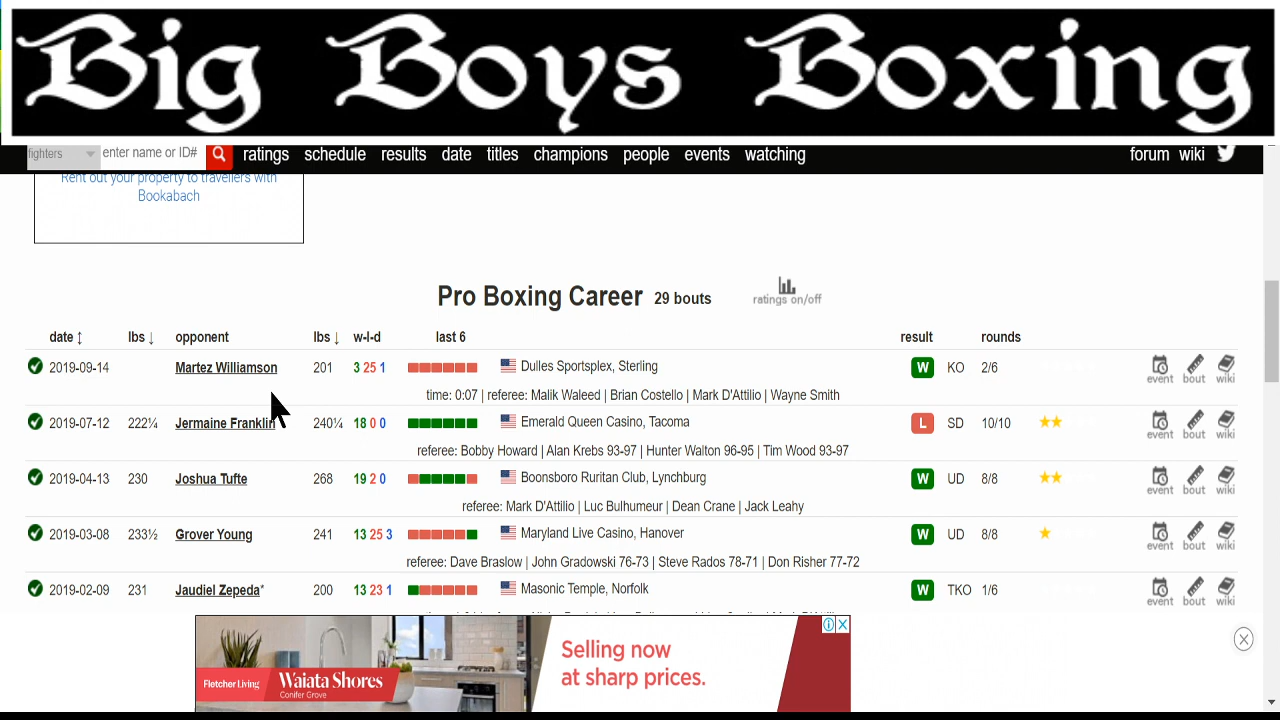 Big Boys Boxing
fighters enter name or ID# ratings schedule results date titles champions people events watching forum wiki
Rent out your property to travellers with
Bookabach
Pro Boxing Career 29 bouts ratings on/off
date ↕ lbs ↓ opponent lbs ↓ w-l-d last 6 result rounds
2019-09-14 Martez Williamson 201 3 25 1 Dulles Sportsplex, Sterling W KO 2/6 event bout wiki
time: 0:07 | referee: Malik Waleed | Brian Costello | Mark D'Attilio | Wayne Smith
2019-07-12 222¼ Jermaine Franklin 240¼ 18 0 0 Emerald Queen Casino, Tacoma L SD 10/10 event bout wiki
referee: Bobby Howard | Alan Krebs 93-97 | Hunter Walton 96-95 | Tim Wood 93-97
2019-04-13 230 Joshua Tufte 268 19 2 0 Boonsboro Ruritan Club, Lynchburg W UD 8/8 event bout wiki
referee: Mark D'Attilio | Luc Bulhumeur | Dean Crane | Jack Leahy
2019-03-08 233½ Grover Young 241 13 25 3 Maryland Live Casino, Hanover W UD 8/8 event bout wiki
referee: Dave Braslow | John Gradowski 76-73 | Steve Rados 78-71 | Don Risher 77-72
2019-02-09 231 Jaudiel Zepeda* 200 13 23 1 Masonic Temple, Norfolk W TKO 1/6 event bout wiki
Fletcher Living Waiata Shores
Conifer Grove
Selling now
at sharp prices.